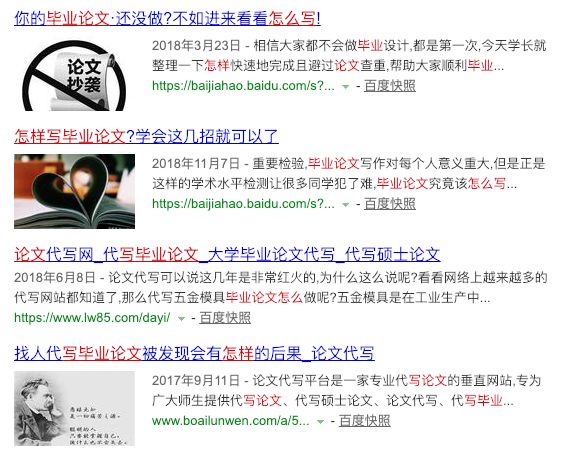 你的毕业论文·还没做?不如进来看看怎么写!
论文
抄袭
2018年3月23日 - 相信大家都不会做毕业设计,都是第一次,今天学长就
整理一下怎样快速地完成且避过论文查重,帮助大家顺利毕业...
https://baijiahao.baidu.com/s?... - 百度快照
怎样写毕业论文?学会这几招就可以了
2018年11月7日 - 重要检验,毕业论文写作对每个人意义重大,但是正是
这样的学术水平检测让很多同学犯了难,毕业论文究竟该怎么写...
https://baijiahao.baidu.com/s?... - 百度快照
论文代写网_代写毕业论文_大学毕业论文代写_代写硕士论文
2018年6月8日 - 论文代写可以说这几年是非常红火的,为什么这么说呢?看看网络上越来越多的
代写网站都知道了,那么代写五金模具毕业论文怎么做呢?五金模具是在工业生产中...
https://www.lw85.com/dayi/ - 百度快照
找人代写毕业论文被发现会有怎样的后果_论文代写
2017年9月11日 - 论文代写平台是一家专业代写论文的垂直网站,专为
广大师生提供代写论文、代写硕士论文、论文代写、代写毕业...
www.boailunwen.com/a/5... - 百度快照